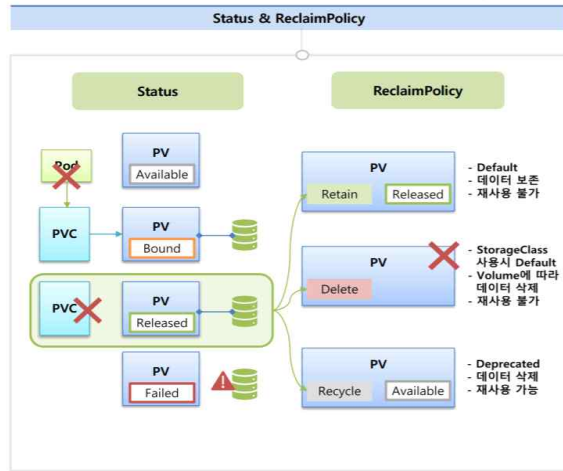 Status & ReclaimPolicy
Status
ReclaimPolicy
Pod
PV
Available
PVC
PV
Bound
PVC
PV
Released
PV
Failed
PV
Retain
Released
- Default
- 데이터 보존
- 재사용 불가
PV
Delete
- StorageClass
사용시 Default
- Volume에 따라
데이터 삭제
- 재사용 불가
PV
Recycle
Available
- Deprecated
- 데이터 삭제
- 재사용 가능